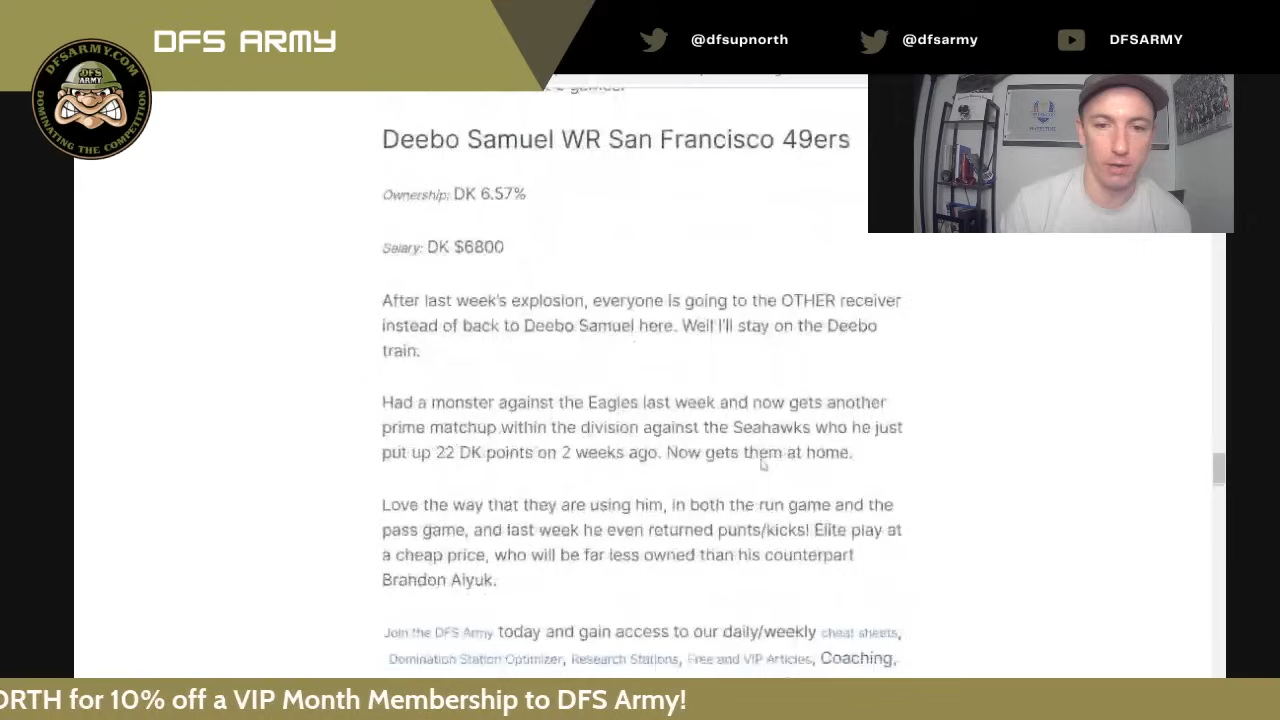 DFS ARMY
@dfsupnorth
@dfsarmy
DFSARMY
DFSARMY.COM
DFS
ARMY
DOMINATING THE COMPETITION
Deebo Samuel WR San Francisco 49ers
Ownership: DK 6.57%
Salary: DK $6800
After last week's explosion, everyone is going to the OTHER receiver
instead of back to Deebo Samuel here. Well I'll stay on the Deebo
train.
Had a monster against the Eagles last week and now gets another
prime matchup within the division against the Seahawks who he just
put up 22 DK points on 2 weeks ago. Now gets them at home.
Love the way that they are using him, in both the run game and the
pass game, and last week he even returned punts/kicks! Elite play at
a cheap price, who will be far less owned than his counterpart
Brandon Aiyuk.
Join the DFS Army today and gain access to our daily/weekly cheat sheets,
Domination Station Optimizer, Research Stations, Free and VIP Articles, Coaching,
ORTH for 10% off a VIP Month Membership to DFS Army!